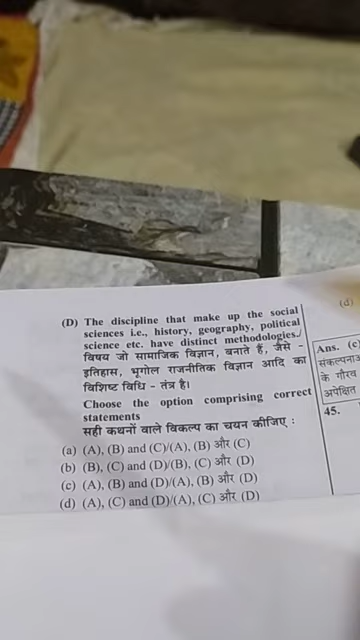 (D) The discipline that make up the social
sciences i.e., history, geography, political
science etc. have distinct methodologies./
विषय जो सामाजिक विज्ञान, बनाते हैं, जैसे -
इतिहास, भूगोल राजनीतिक विज्ञान आदि का
विशिष्ट विधि - तंत्र है।
Choose the option comprising correct
statements
सही कथनों वाले विकल्प का चयन कीजिए :
(a) (A), (B) and (C)/(A), (B) और (C)
(b) (B), (C) and (D)/(B), (C) और (D)
(c) (A), (B) and (D)/(A), (B) और (D)
(d) (A), (C) and (D)/(A), (C) और (D)
(d)
Ans. (c)
के गौरव
अपेक्षित
45.